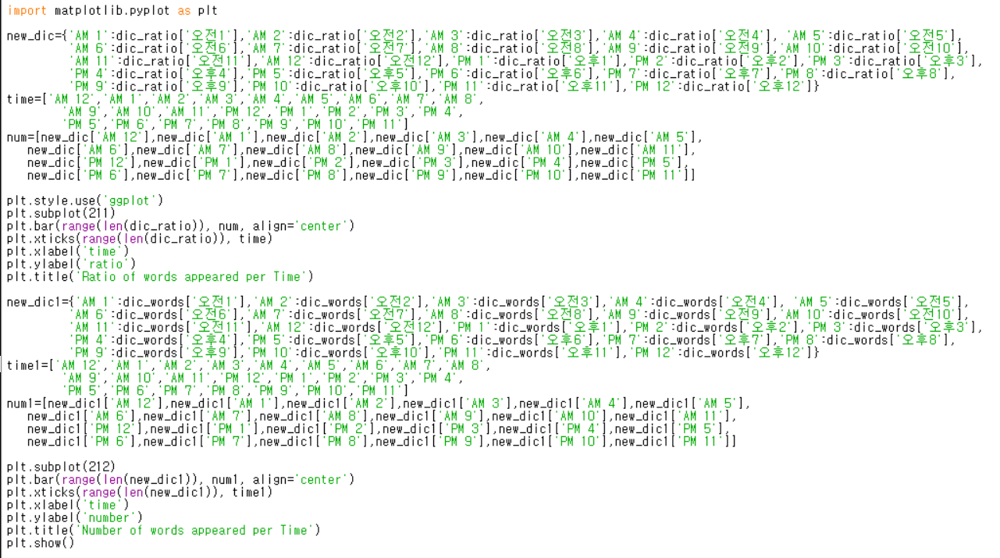 import matplotlib.pyplot as plt
new_dic={'AM 1':dic_ratio['오전1'],'AM 2':dic_ratio['오전2'],'AM 3':dic_ratio['오전3'],'AM 4':dic_ratio['오전4'], 'AM 5':dic_ratio['오전5'],
'AM 6':dic_ratio['오전6'],'AM 7':dic_ratio['오전7'],'AM 8':dic_ratio['오전8'],'AM 9':dic_ratio['오전9'],'AM 10':dic_ratio['오전10'],
'AM 11':dic_ratio['오전11'],'AM 12':dic_ratio['오전12'],'PM 1':dic_ratio['오후1'],'PM 2':dic_ratio['오후2'],'PM 3':dic_ratio['오후3'],
'PM 4':dic_ratio['오후4'],'PM 5':dic_ratio['오후5'],'PM 6':dic_ratio['오후6'],'PM 7':dic_ratio['오후7'],'PM 8':dic_ratio['오후8'],
'PM 9':dic_ratio['오후9'],'PM 10':dic_ratio['오후10'],'PM 11':dic_ratio['오후11'],'PM 12':dic_ratio['오후12']}
time=['AM 12','AM 1','AM 2','AM 3','AM 4','AM 5','AM 6','AM 7','AM 8',
'AM 9','AM 10','AM 11','PM 12','PM 1','PM 2','PM 3','PM 4',
'PM 5','PM 6','PM 7','PM 8','PM 9','PM 10','PM 11']
num=[new_dic['AM 12'],new_dic['AM 1'],new_dic['AM 2'],new_dic['AM 3'],new_dic['AM 4'],new_dic['AM 5'],
new_dic['AM 6'],new_dic['AM 7'],new_dic['AM 8'],new_dic['AM 9'],new_dic['AM 10'],new_dic['AM 11'],
new_dic['PM 12'],new_dic['PM 1'],new_dic['PM 2'],new_dic['PM 3'],new_dic['PM 4'],new_dic['PM 5'],
new_dic['PM 6'],new_dic['PM 7'],new_dic['PM 8'],new_dic['PM 9'],new_dic['PM 10'],new_dic['PM 11']]
plt.style.use('ggplot')
plt.subplot(211)
plt.bar(range(len(dic_ratio)), num, align='center')
plt.xticks(range(len(dic_ratio)), time)
plt.xlabel('time')
plt.ylabel('ratio')
plt.title('Ratio of words appeared per Time')
new_dic1={'AM 1':dic_words['오전1'],'AM 2':dic_words['오전2'],'AM 3':dic_words['오전3'],'AM 4':dic_words['오전4'], 'AM 5':dic_words['오전5'],
'AM 6':dic_words['오전6'],'AM 7':dic_words['오전7'],'AM 8':dic_words['오전8'],'AM 9':dic_words['오전9'],'AM 10':dic_words['오전10'],
'AM 11':dic_words['오전11'],'AM 12':dic_words['오전12'],'PM 1':dic_words['오후1'],'PM 2':dic_words['오후2'],'PM 3':dic_words['오후3'],
'PM 4':dic_words['오후4'],'PM 5':dic_words['오후5'],'PM 6':dic_words['오후6'],'PM 7':dic_words['오후7'],'PM 8':dic_words['오후8'],
'PM 9':dic_words['오후9'],'PM 10':dic_words['오후10'],'PM 11':dic_words['오후11'],'PM 12':dic_words['오후12']}
time1=['AM 12','AM 1','AM 2','AM 3','AM 4','AM 5','AM 6','AM 7','AM 8',
'AM 9','AM 10','AM 11','PM 12','PM 1','PM 2','PM 3','PM 4',
'PM 5','PM 6','PM 7','PM 8','PM 9','PM 10','PM 11']
num1=[new_dic1['AM 12'],new_dic1['AM 1'],new_dic1['AM 2'],new_dic1['AM 3'],new_dic1['AM 4'],new_dic1['AM 5'],
new_dic1['AM 6'],new_dic1['AM 7'],new_dic1['AM 8'],new_dic1['AM 9'],new_dic1['AM 10'],new_dic1['AM 11'],
new_dic1['PM 12'],new_dic1['PM 1'],new_dic1['PM 2'],new_dic1['PM 3'],new_dic1['PM 4'],new_dic1['PM 5'],
new_dic1['PM 6'],new_dic1['PM 7'],new_dic1['PM 8'],new_dic1['PM 9'],new_dic1['PM 10'],new_dic1['PM 11']]
plt.subplot(212)
plt.bar(range(len(new_dic1)), num1, align='center')
plt.xticks(range(len(new_dic1)), time1)
plt.xlabel('time')
plt.ylabel('number')
plt.title('Number of words appeared per Time')
plt.show()